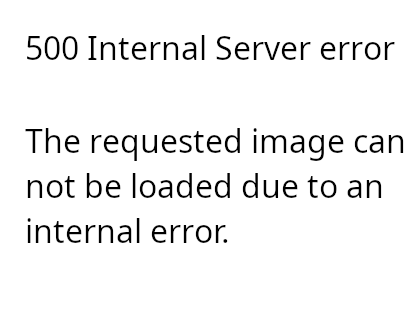 500 Internal Server error
The requested image can
not be loaded due to an
internal error.